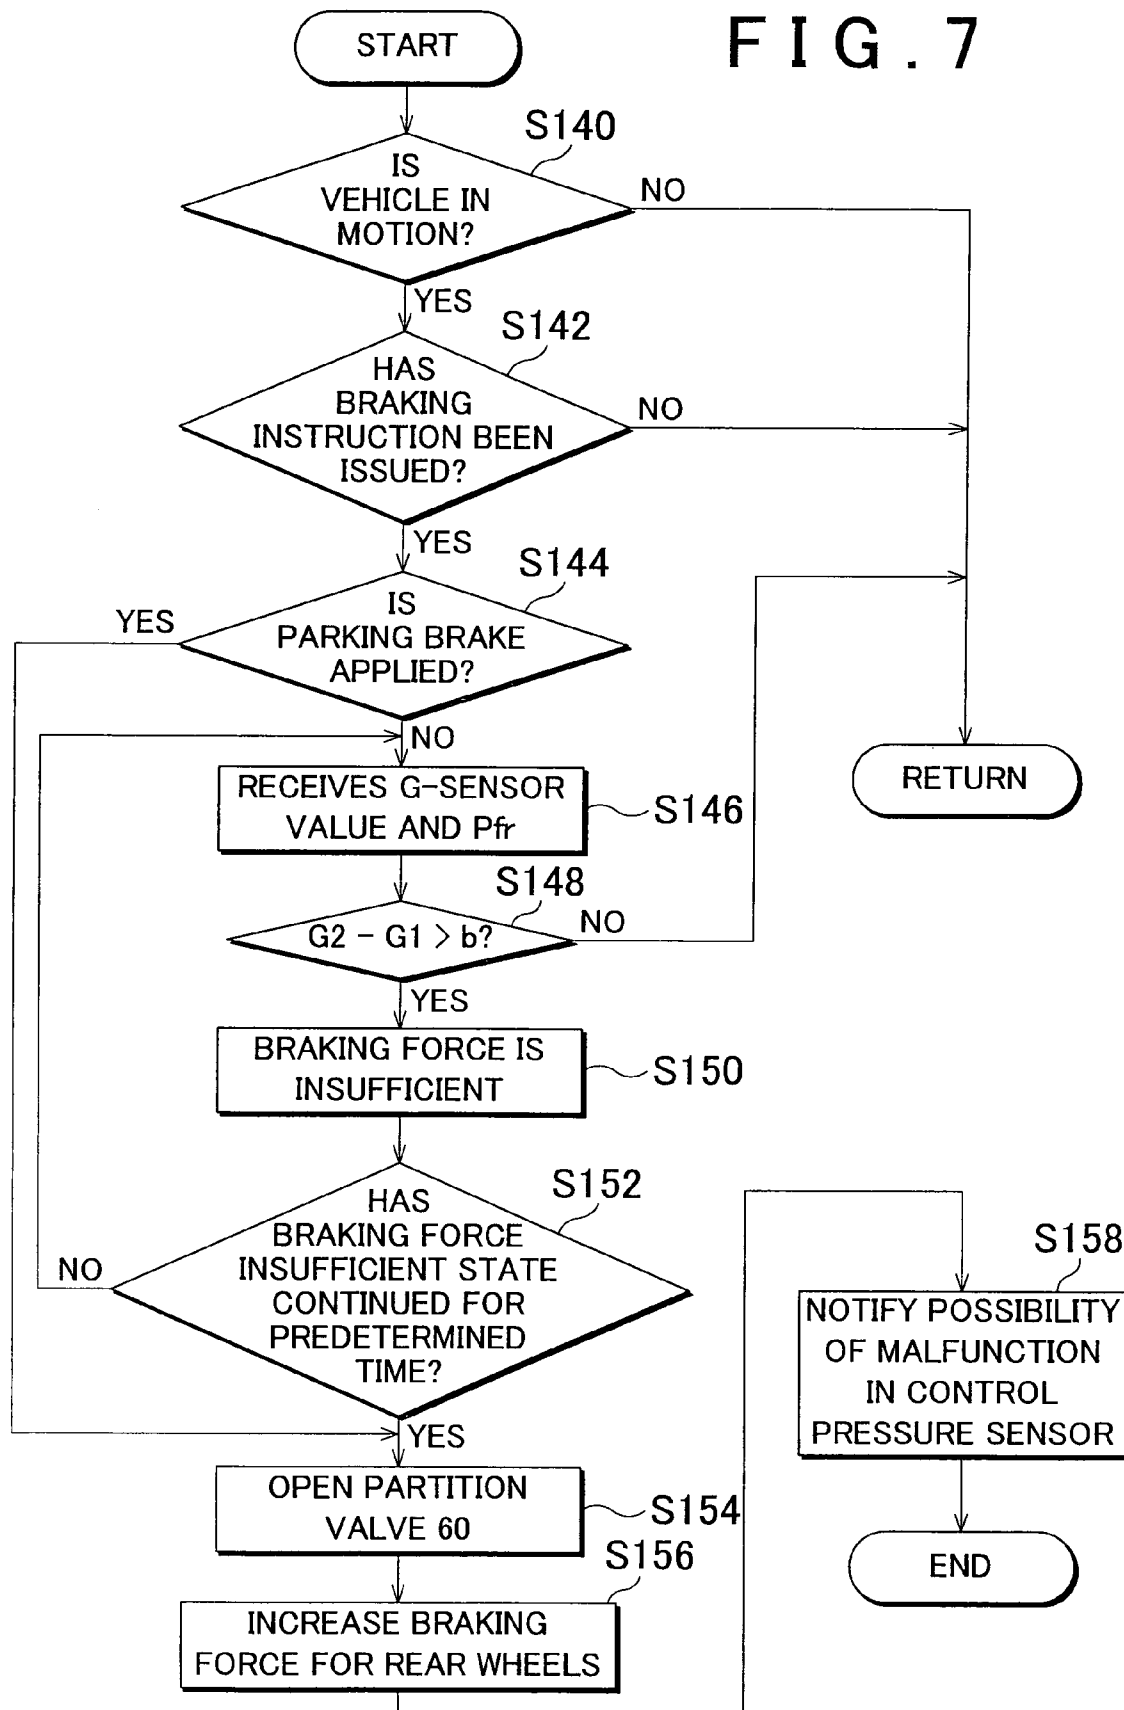 FIG. 7
START
S140
IS
VEHICLE IN
MOTION?
NO
YES
S142
HAS
BRAKING
INSTRUCTION BEEN
ISSUED?
NO
YES
S144
IS
PARKING BRAKE
APPLIED?
YES
NO
RETURN
RECEIVES G-SENSOR
VALUE AND Pfr
S146
S148
G2 - G1 > b?
NO
YES
BRAKING FORCE IS
INSUFFICIENT
S150
S152
HAS
BRAKING FORCE
INSUFFICIENT STATE
CONTINUED FOR
PREDETERMINED
TIME?
NO
YES
OPEN PARTITION
VALVE 60
S154
S156
INCREASE BRAKING
FORCE FOR REAR WHEELS
S158
NOTIFY POSSIBILITY
OF MALFUNCTION
IN CONTROL
PRESSURE SENSOR
END